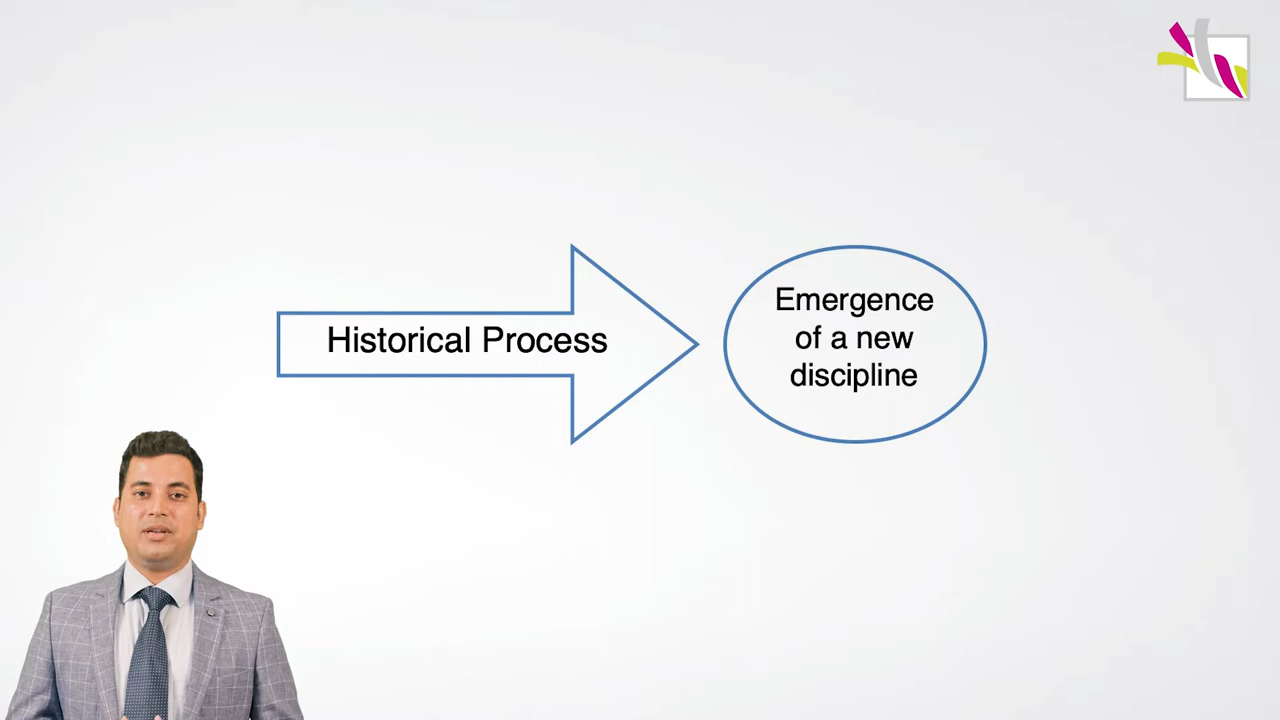 Historical Process
Emergence
of a new
discipline